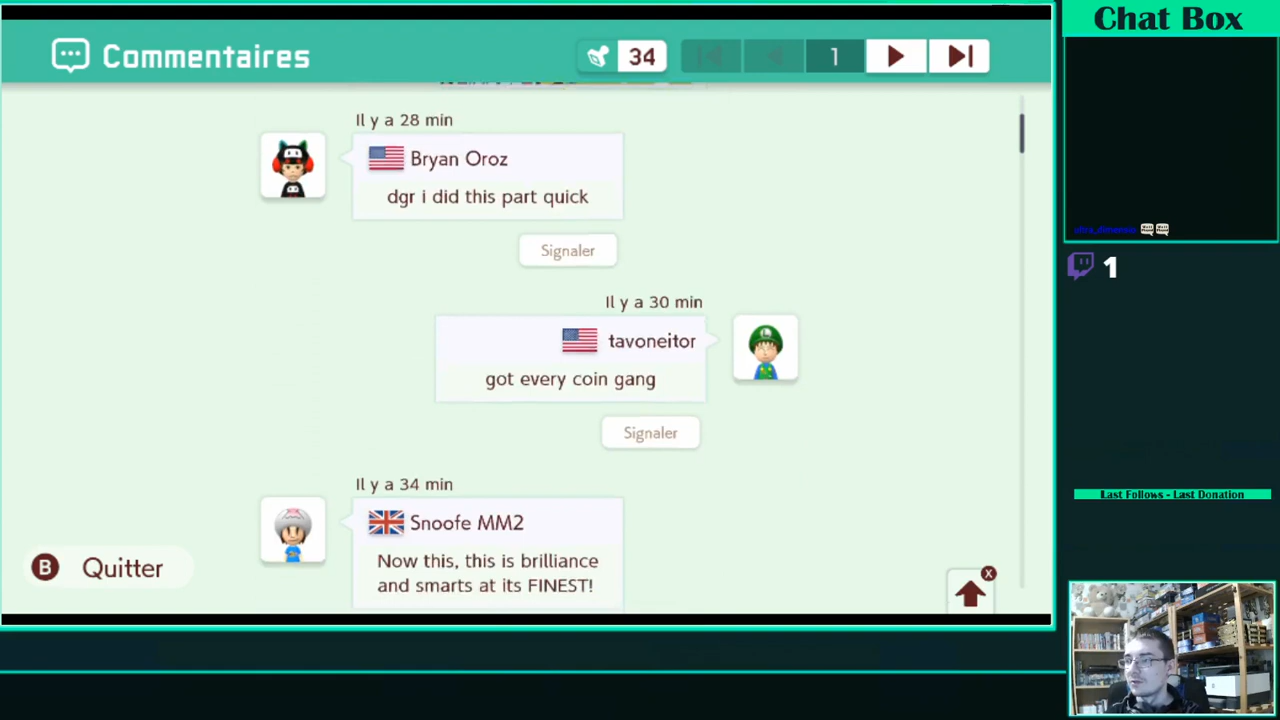 Commentaires
34
1
Il y a 28 min
Bryan Oroz
dgr i did this part quick
Signaler
Il y a 30 min
tavoneitor
got every coin gang
Signaler
Il y a 34 min
Snoofe MM2
Now this, this is brilliance
and smarts at its FINEST!
B Quitter
X
Chat Box
1
Last Follows - Last Donation